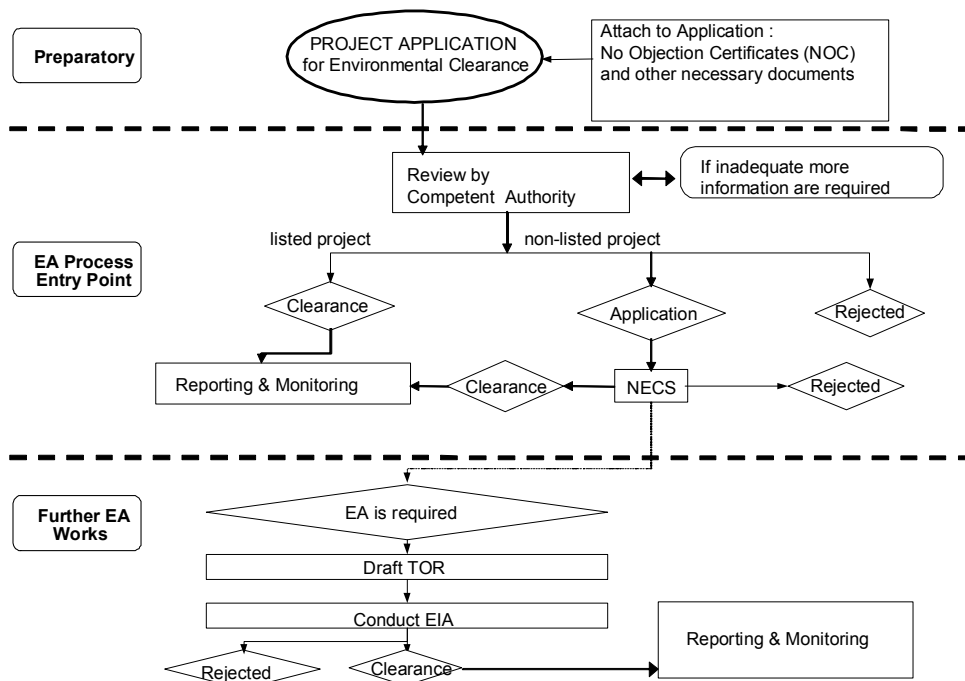 Preparatory
PROJECT APPLICATION
for Environmental Clearance
Attach to Application :
No Objection Certificates (NOC)
and other necessary documents
Review by
Competent Authority
If inadequate more
information are required
listed project
non-listed project
EA Process
Entry Point
Clearance
Application
Rejected
Reporting & Monitoring
Clearance
NECS
Rejected
Further EA
Works
EA is required
Draft TOR
Conduct EIA
Reporting & Monitoring
Rejected
Clearance